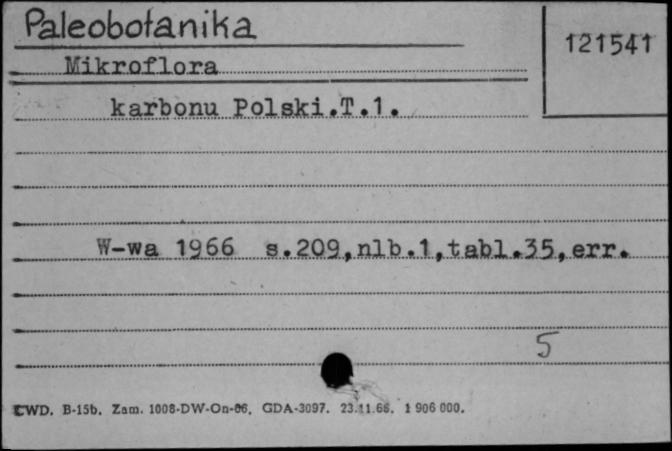 Paleobotanika
121541
Mikroflora
karbonu Polski.T.1.
W-wa 1966 s.209,nlb.1,tabl.35,err.
5
CWD. B-15b. Zam. 1008-DW-On-66. GDA-3097. 23.11.66. 1 906 000.